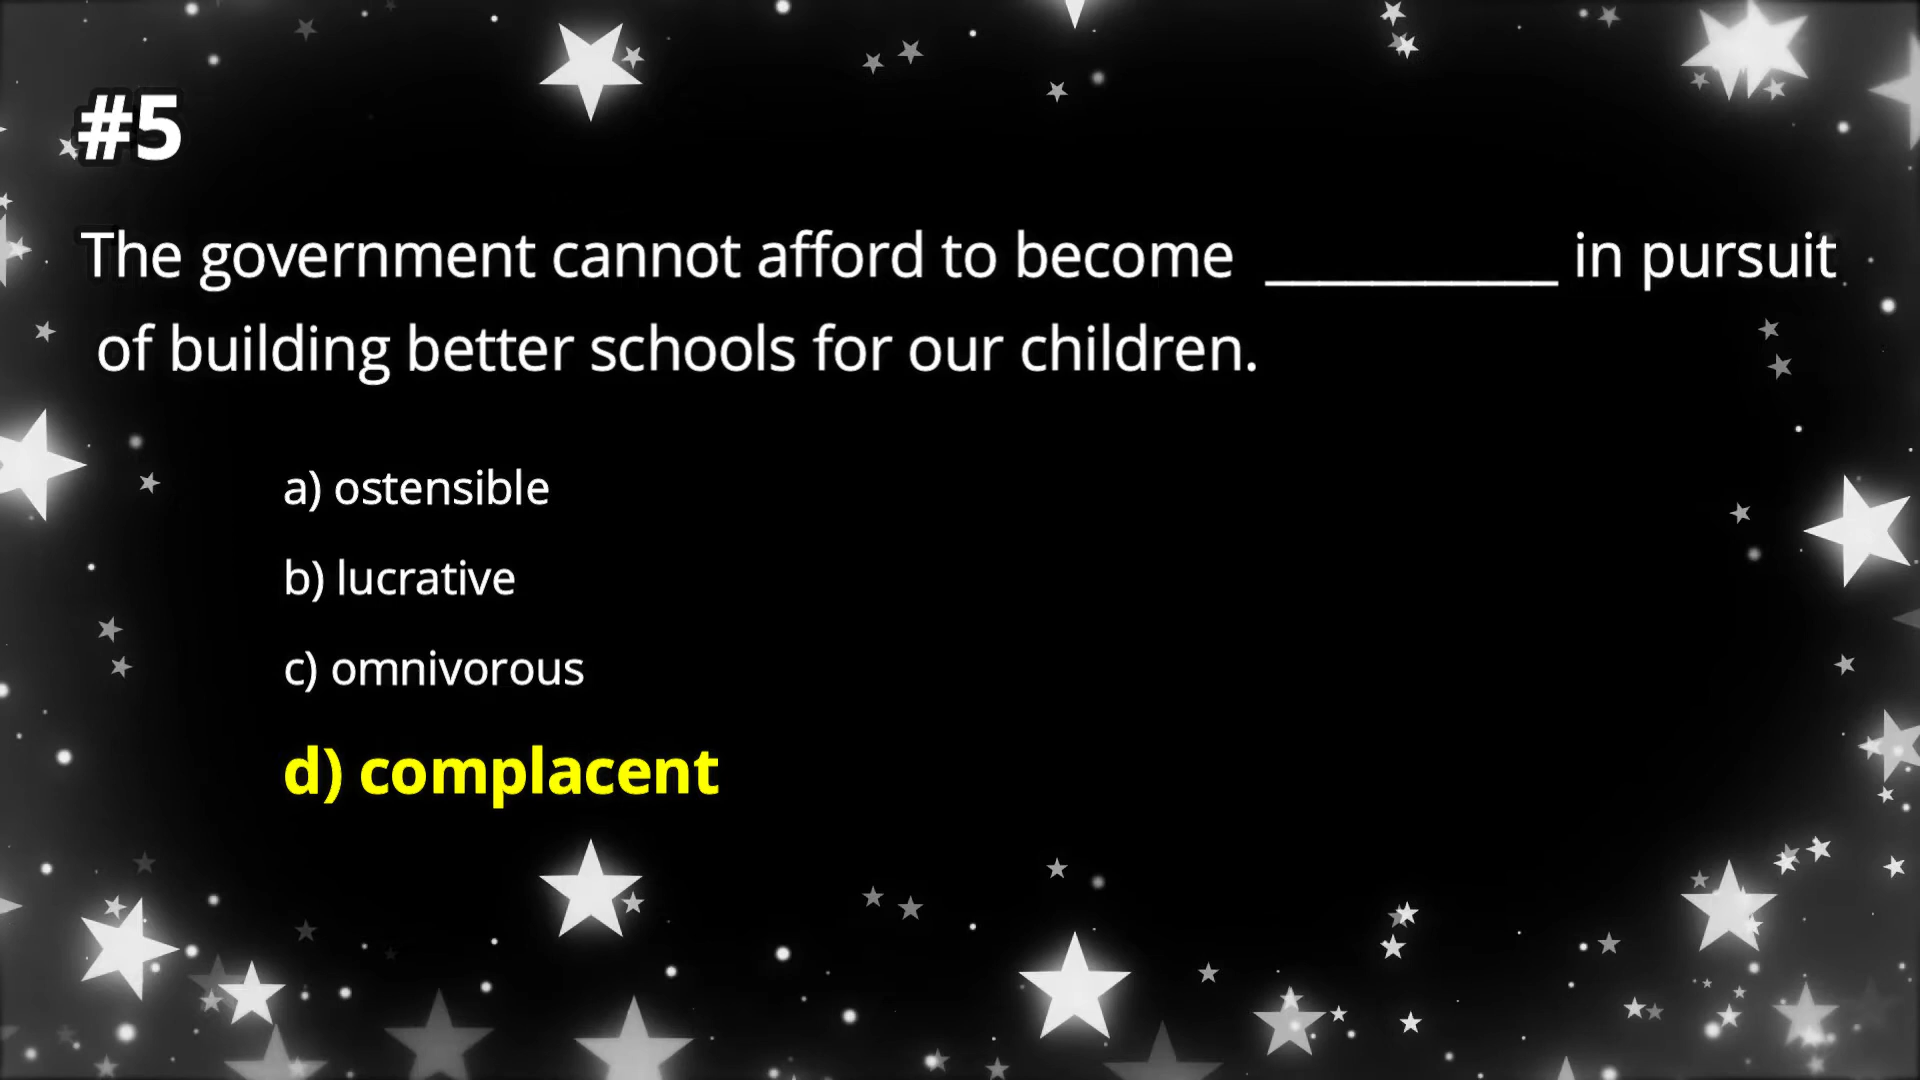 #5
The government cannot afford to become ___________ in pursuit
of building better schools for our children.
a) ostensible
b) lucrative
c) omnivorous
d) complacent